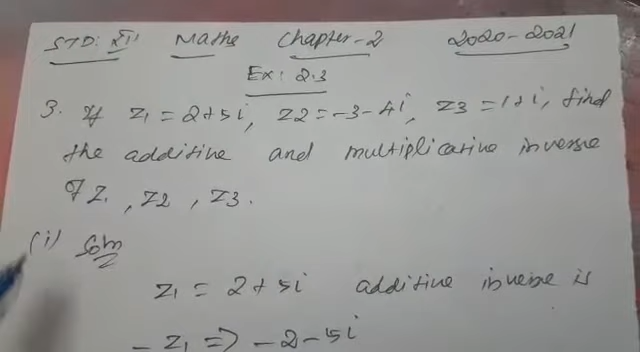 STD: XII Maths Chapter-2 2020-2021
Ex: 2.3
3. If z1 = 2+5i, z2 = -3-4i, z3 = 1+i, find
the additive and multiplicative inverse
of z1, z2, z3.
(i) Soln
z1 = 2+5i additive inverse is
-z1 => -2-5i